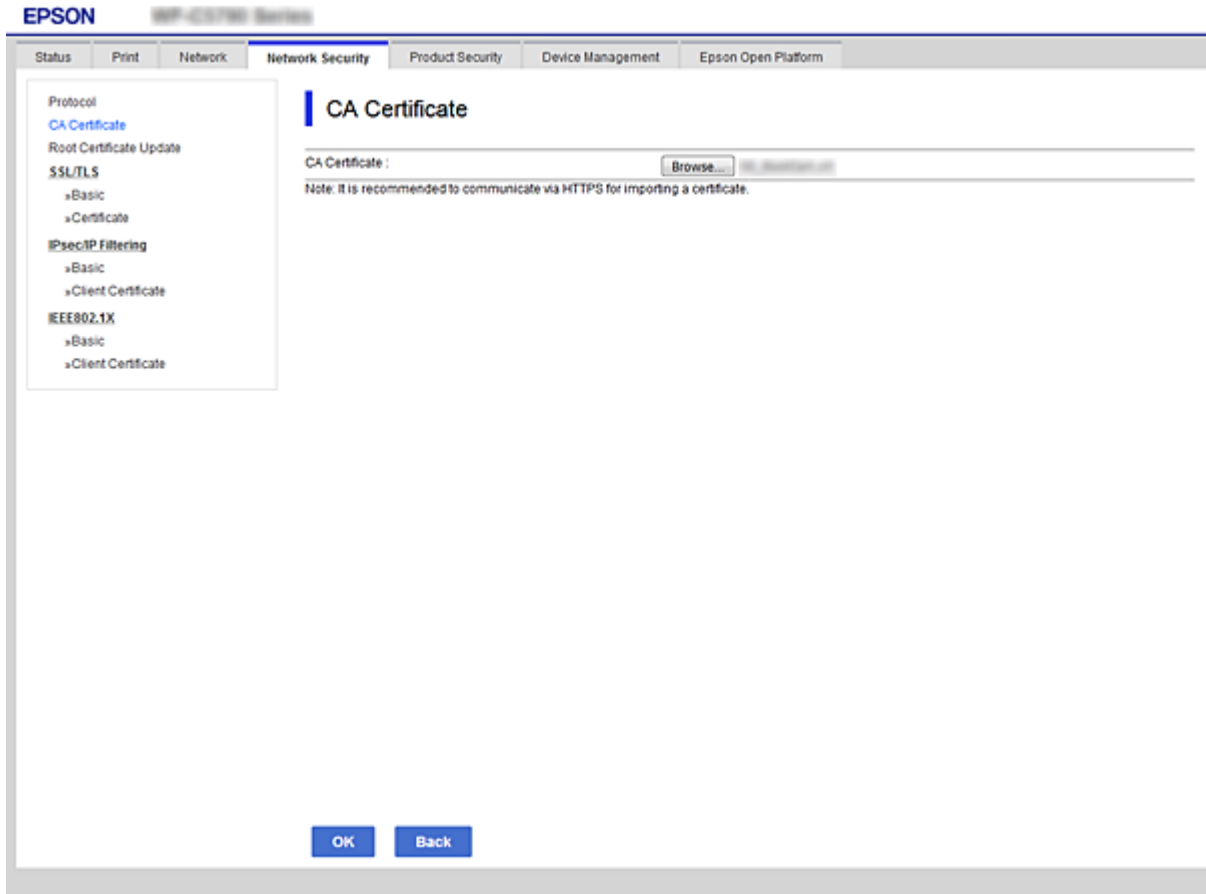 EPSON
Status Print Network Network Security Product Security Device Management Epson Open Platform
Protocol
CA Certificate
Root Certificate Update
SSL/TLS
»Basic
»Certificate
IPsec/IP Filtering
»Basic
»Client Certificate
IEEE802.1X
»Basic
»Client Certificate
CA Certificate
CA Certificate :
Browse...
Note: It is recommended to communicate via HTTPS for importing a certificate.
OK Back